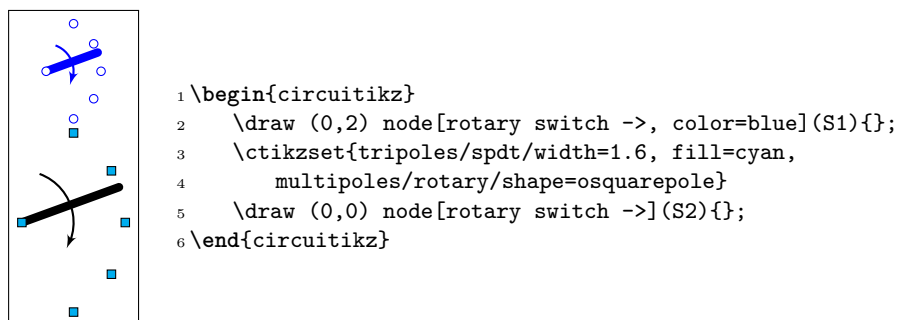 1 \begin{circuitikz}
2     \draw (0,2) node[rotary switch ->, color=blue](S1){};
3     \ctikzset{tripoles/spdt/width=1.6, fill=cyan,
4        multipoles/rotary/shape=osquarepole}
5     \draw (0,0) node[rotary switch ->](S2){};
6 \end{circuitikz}